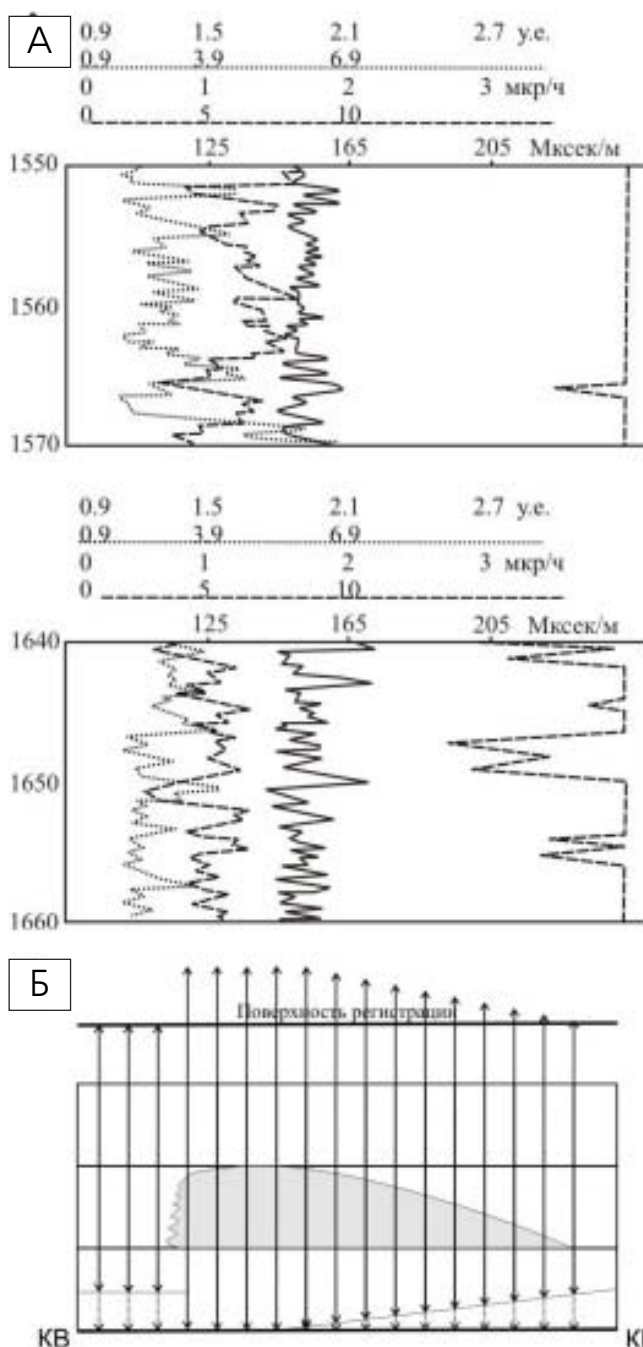 А
0.9 1.5 2.1 2.7 у.е.
0.9 3.9 6.9
0 1 2 3 мкр/ч
0 5 10
125 165 205 Мксек/м
1550
1560
1570
0.9 1.5 2.1 2.7 у.е.
0.9 3.9 6.9
0 1 2 3 мкр/ч
0 5 10
125 165 205 Мксек/м
1640
1650
1660
Б
Поверхность регистрации
КВ